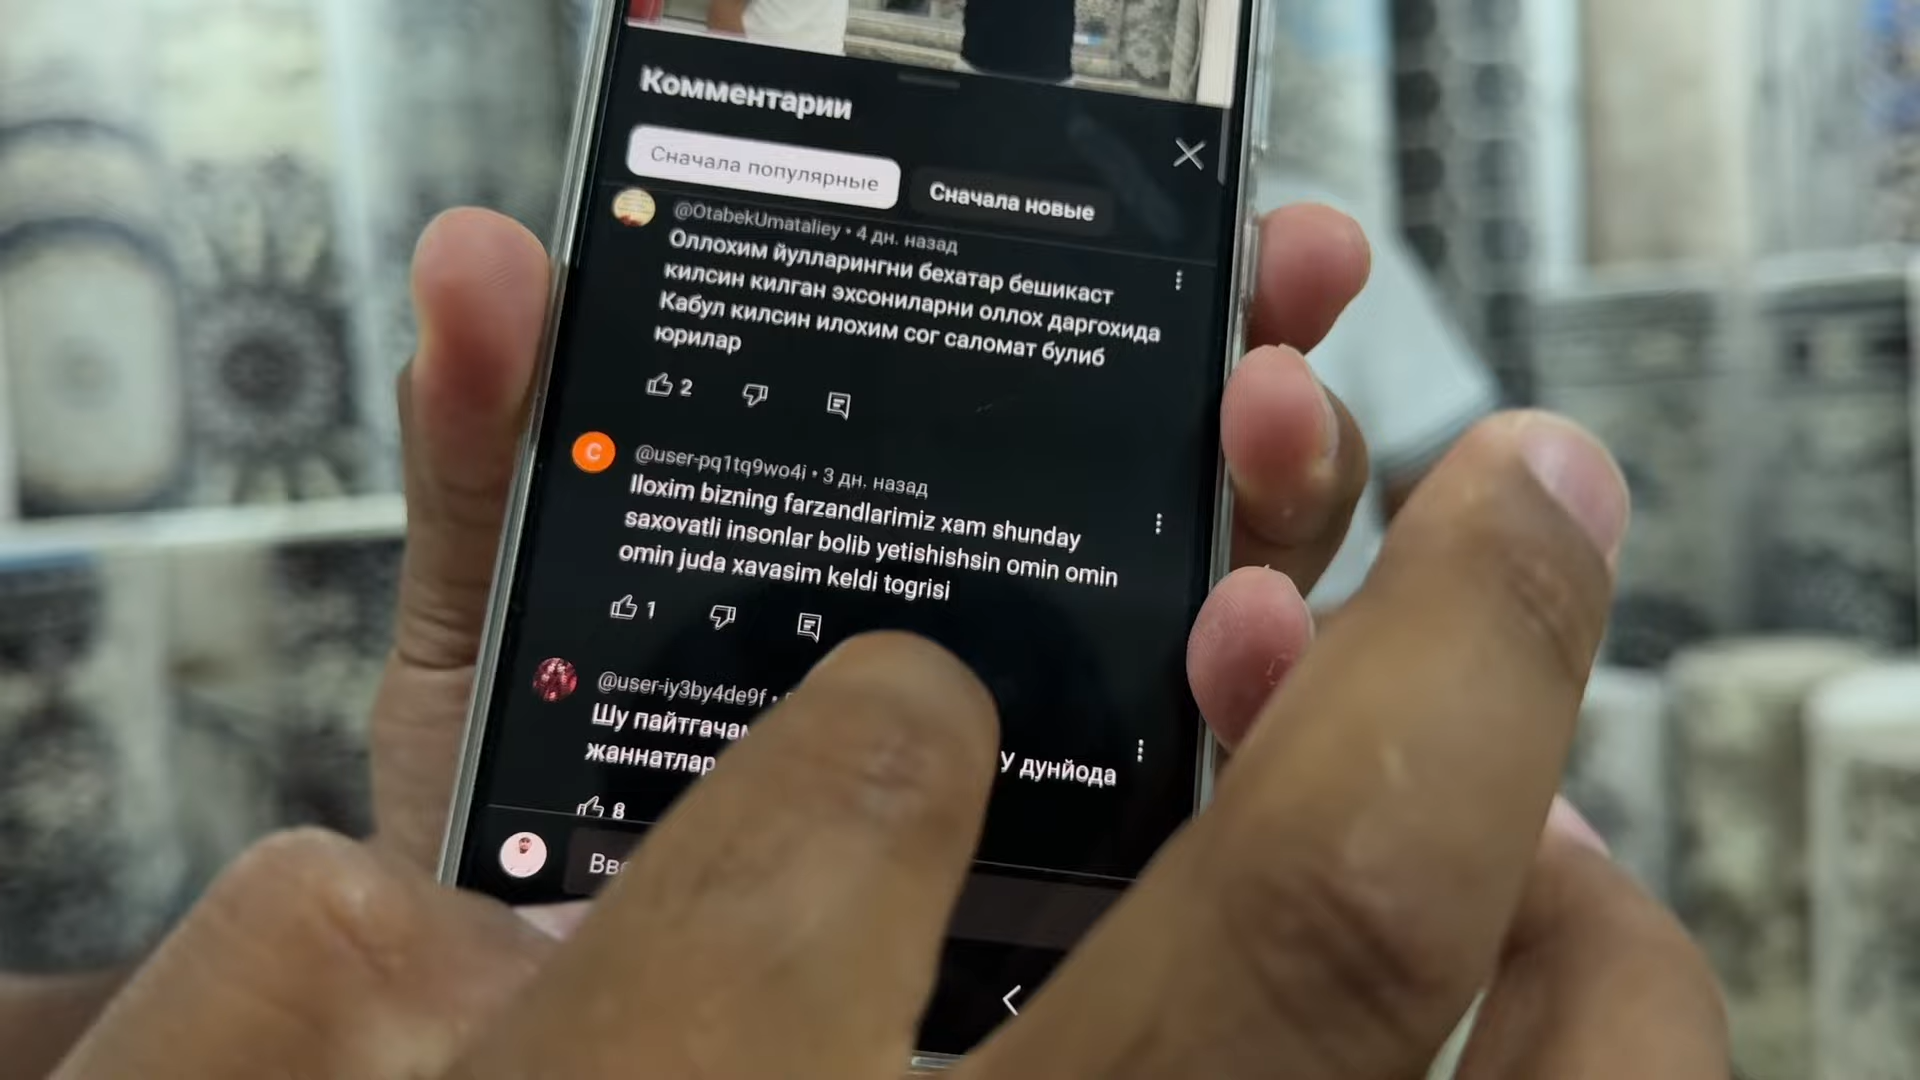 Комментарии
Сначала популярные
Сначала новые
@OtabekUmataliey • 4 дн. назад
Оллохим йулларингни бехатар бешикаст
килсин килган эхсониларни оллох даргохида
Кабул килсин илохим сог саломат булиб
юрилар
2
C
@user-pq1tq9wo4i • 3 дн. назад
Iloxim bizning farzandlarimiz xam shunday
saxovatli insonlar bolib yetishishsin omin omin
omin juda xavasim keldi togrisi
1
@user-iy3by4de9f •
Шу У дунйода
жаннатлар
8